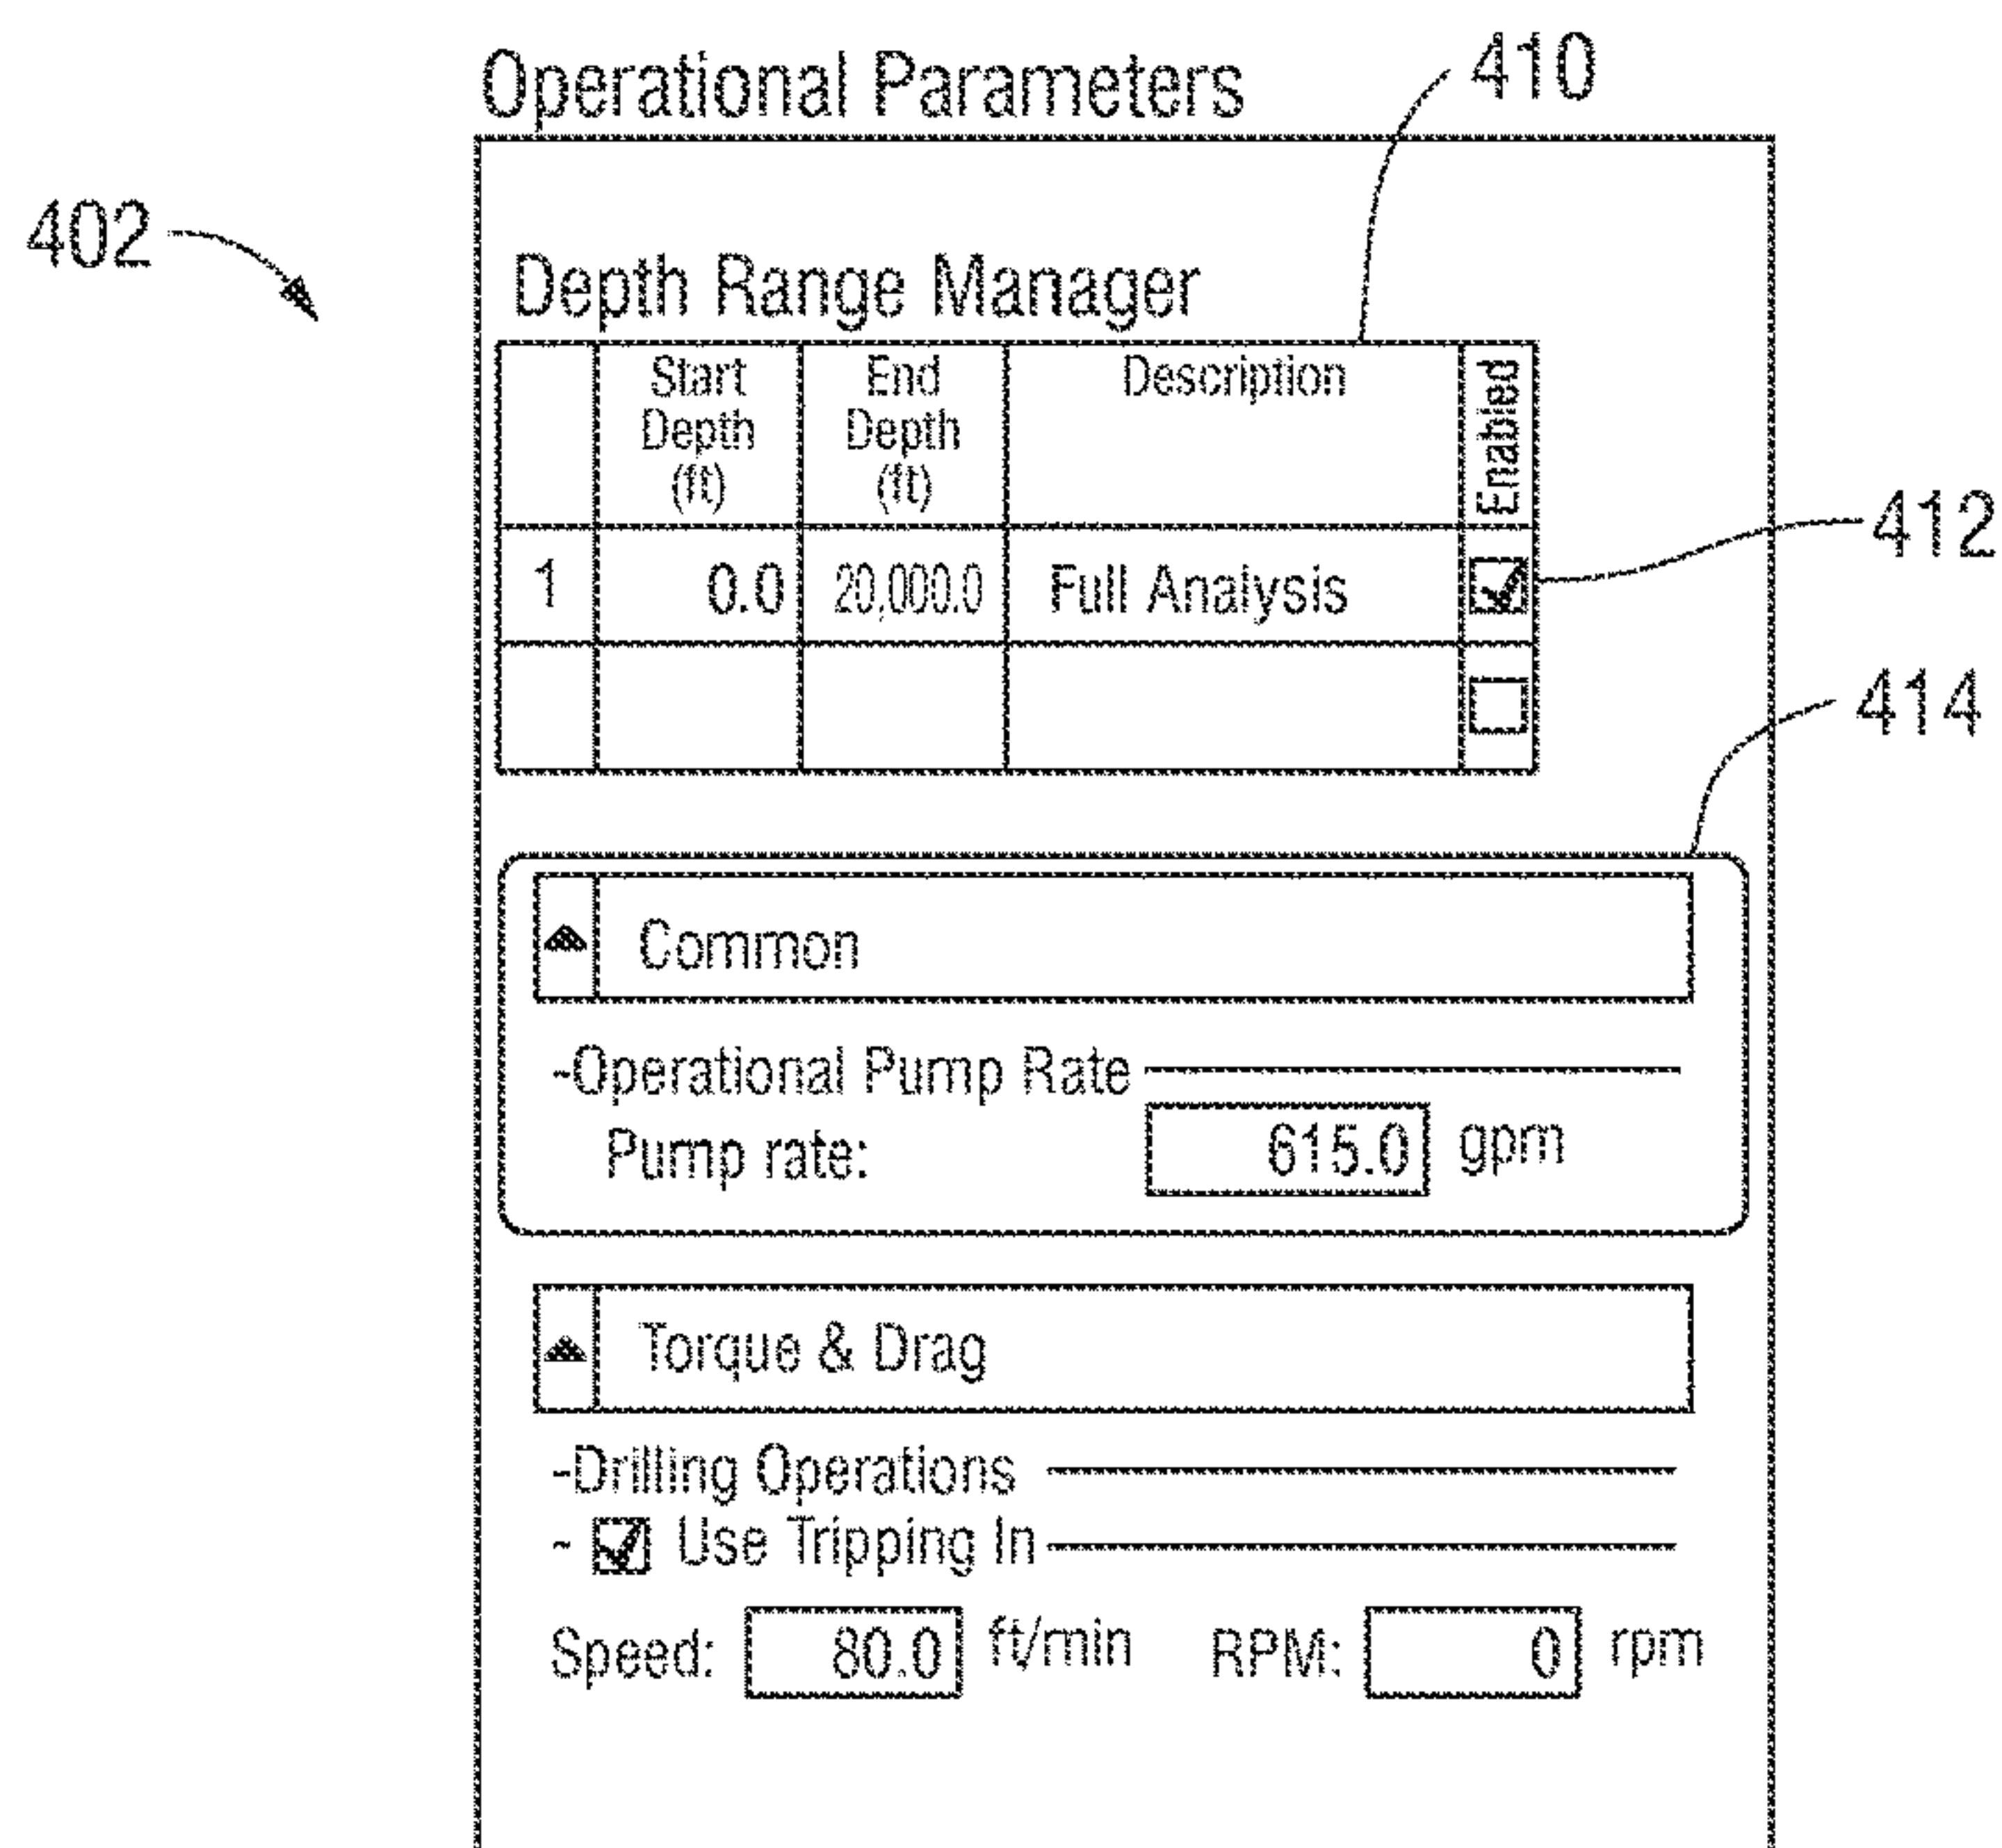 Operational Parameters
410
402
Depth Range Manager
Start Depth (ft) End Depth (ft) Description Enabled
1 0.0 20,000.0 Full Analysis
412
414
Common
-Operational Pump Rate
Pump rate: 615.0 gpm
Torque & Drag
-Drilling Operations
- Use Tripping In
Speed: 80.0 ft/min RPM: 0 rpm